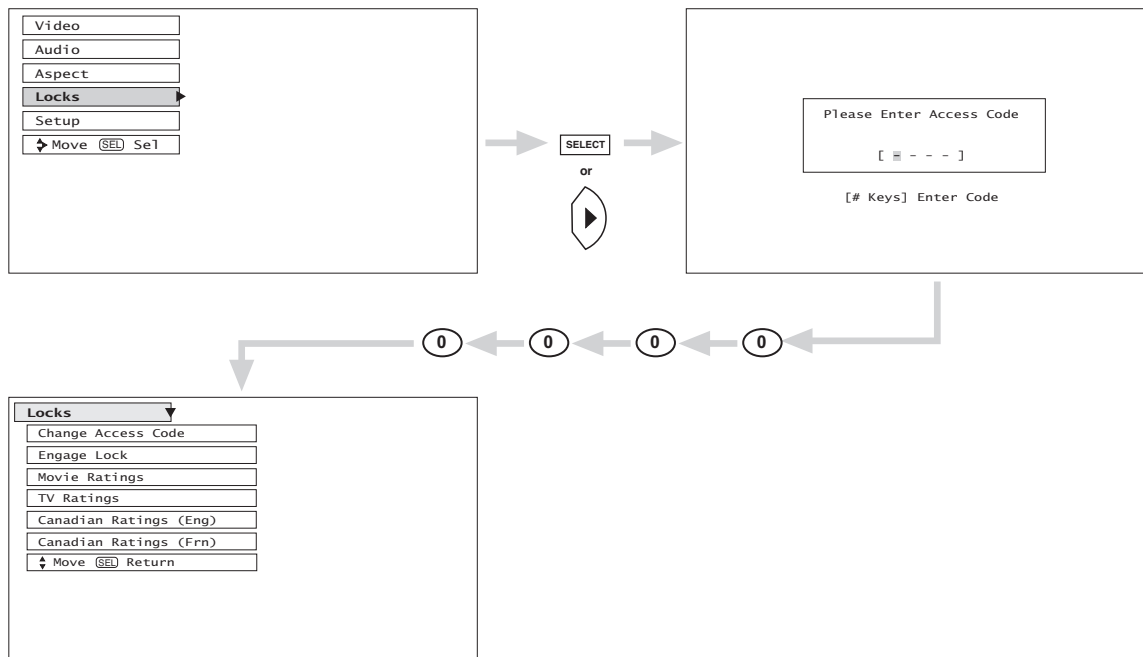 Video
Audio
Aspect
Locks
Setup
Move SEL Sel
SELECT
or
Please Enter Access Code
[ - - - - ]
[# Keys] Enter Code
0 0 0 0
Locks
Change Access Code
Engage Lock
Movie Ratings
TV Ratings
Canadian Ratings (Eng)
Canadian Ratings (Frn)
Move SEL Return